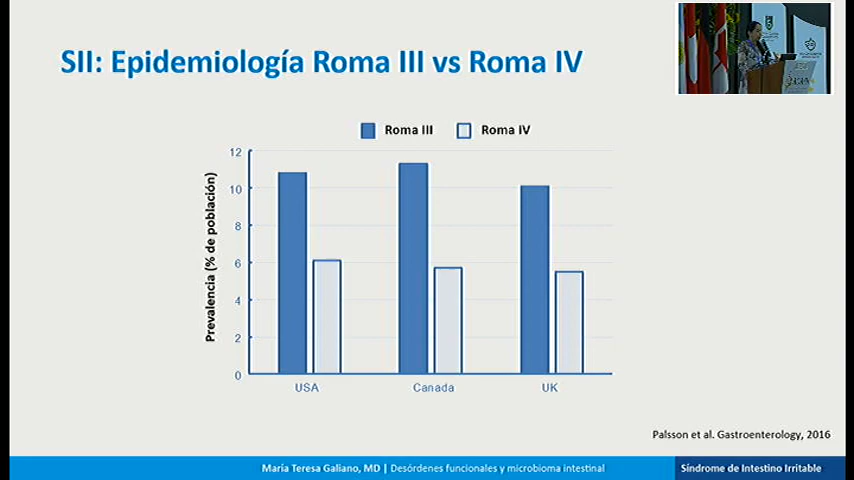 SII: Epidemiología Roma III vs Roma IV
Roma III
Roma IV
Prevalencia (% de población)
12
10
8
6
4
2
0
USA
Canada
UK
Palsson et al. Gastroenterology, 2016
María Teresa Galiano, MD | Desórdenes funcionales y microbioma intestinal
Síndrome de Intestino Irritable